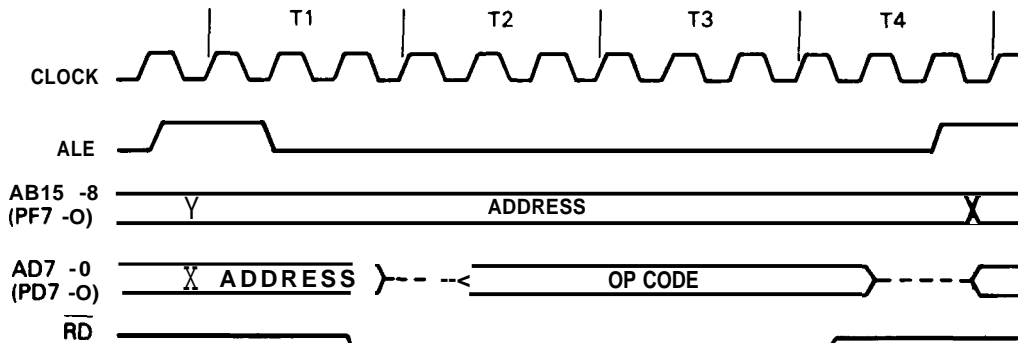 T1 T2 T3 T4
CLOCK
ALE
AB15 -8
(PF7 -O)
Y ADDRESS X
AD7 -0
(PD7 -O)
X ADDRESS OP CODE
RD